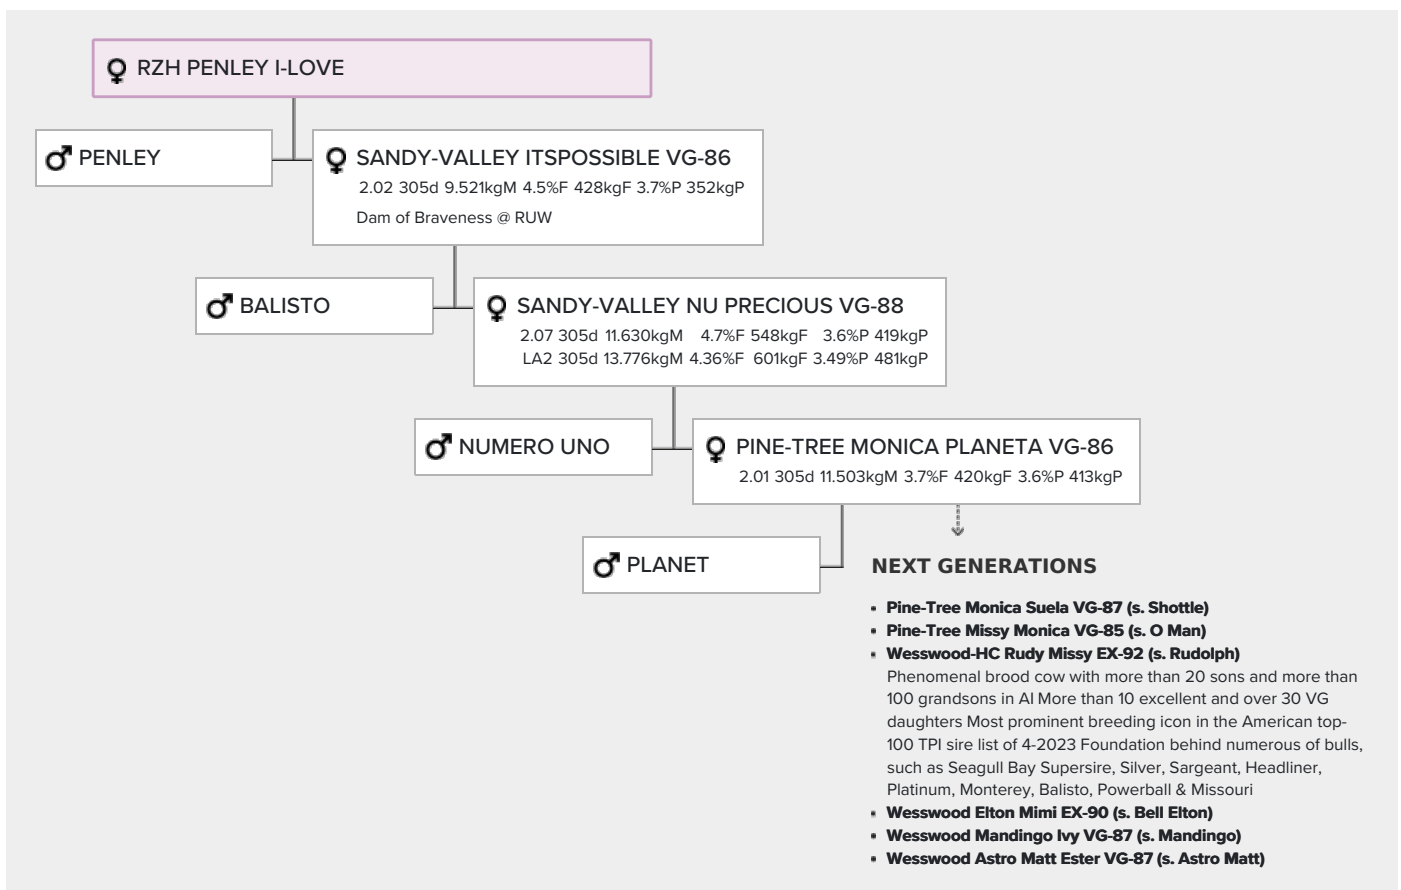 RZH PENLEY I-LOVE
PENLEY
SANDY-VALLEY ITSPOSSIBLE VG-86
2.02 305d 9.521kgM 4.5%F 428kgF 3.7%P 352kgP
Dam of Braveness @ RUW
BALISTO
SANDY-VALLEY NU PRECIOUS VG-88
2.07 305d 11.630kgM 4.7%F 548kgF 3.6%P 419kgP
LA2 305d 13.776kgM 4.36%F 601kgF 3.49%P 481kgP
NUMERO UNO
PINE-TREE MONICA PLANETA VG-86
2.01 305d 11.503kgM 3.7%F 420kgF 3.6%P 413kgP
PLANET
NEXT GENERATIONS
• Pine-Tree Monica Suela VG-87 (s. Shottle)
• Pine-Tree Missy Monica VG-85 (s. O Man)
• Wesswood-HC Rudy Missy EX-92 (s. Rudolph)
Phenomenal brood cow with more than 20 sons and more than
100 grandsons in AI More than 10 excellent and over 30 VG
daughters Most prominent breeding icon in the American top-
100 TPI sire list of 4-2023 Foundation behind numerous of bulls,
such as Seagull Bay Supersire, Silver, Sargeant, Headliner,
Platinum, Monterey, Balisto, Powerball & Missouri
• Wesswood Elton Mimi EX-90 (s. Bell Elton)
• Wesswood Mandingo Ivy VG-87 (s. Mandingo)
• Wesswood Astro Matt Ester VG-87 (s. Astro Matt)